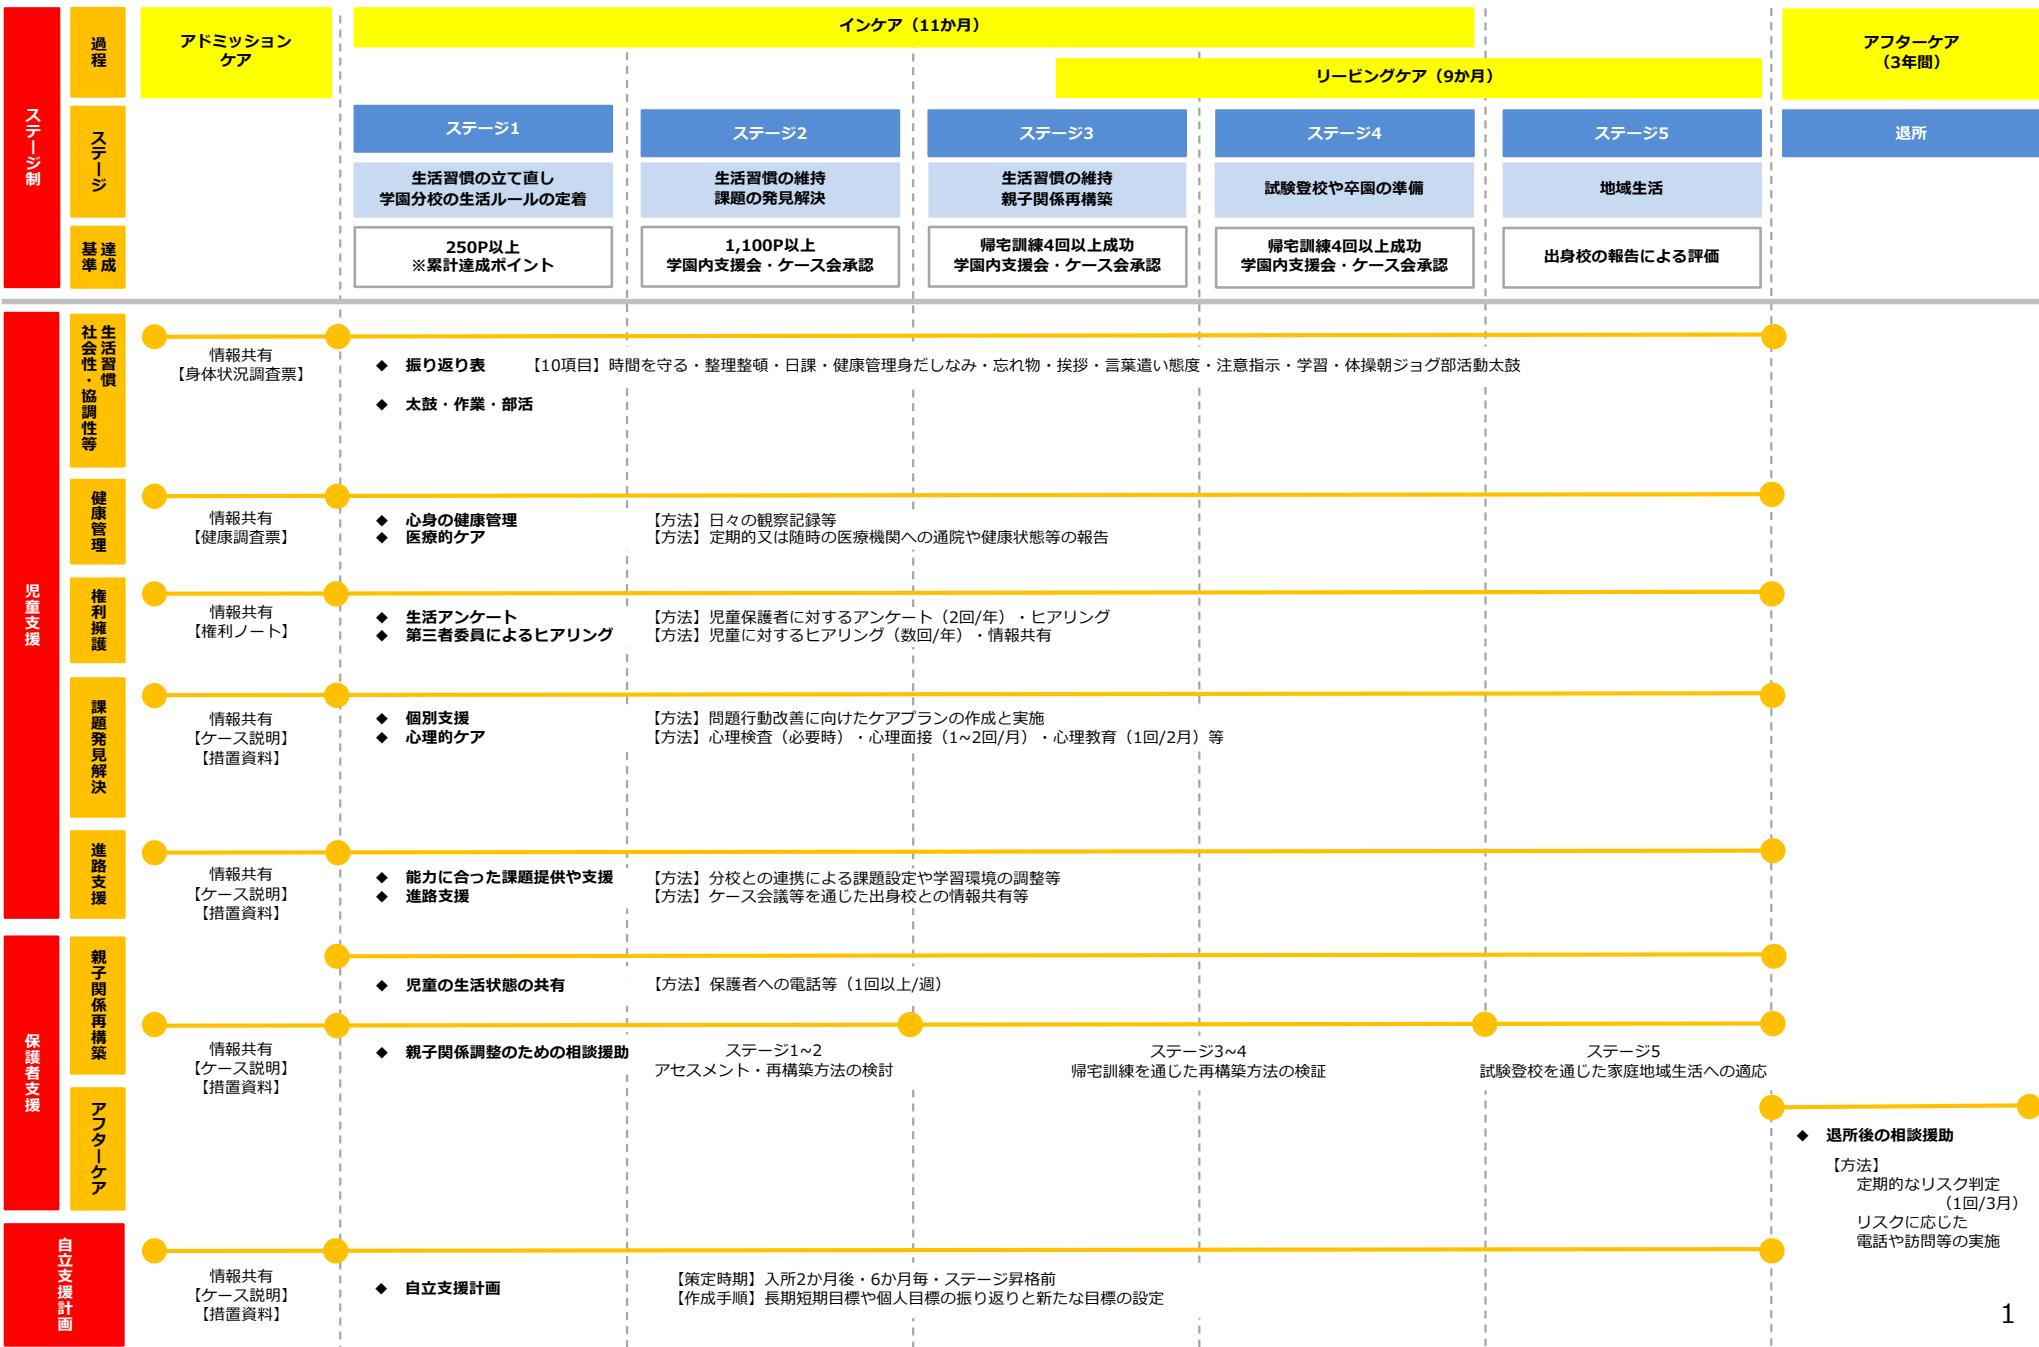 ステージ制
過程
アドミッション
ケア
インケア（11か月）
リービングケア（9か月）
アフターケア
（3年間）
ステージ
ステージ1
ステージ2
ステージ3
ステージ4
ステージ5
退所
生活習慣の立て直し
学園分校の生活ルールの定着
生活習慣の維持
課題の発見解決
生活習慣の維持
親子関係再構築
試験登校や卒園の準備
地域生活
達成
基準
250P以上
※累計達成ポイント
1,100P以上
学園内支援会・ケース会承認
帰宅訓練4回以上成功
学園内支援会・ケース会承認
帰宅訓練4回以上成功
学園内支援会・ケース会承認
出身校の報告による評価
児童支援
生活習慣
社会性・協調性等
情報共有
【身体状況調査票】
◆ 振り返り表 【10項目】時間を守る・整理整頓・日課・健康管理身だしなみ・忘れ物・挨拶・言葉遣い態度・注意指示・学習・体操朝ジョグ部活動太鼓
◆ 太鼓・作業・部活
健康管理
情報共有
【健康調査票】
◆ 心身の健康管理 【方法】日々の観察記録等
◆ 医療的ケア 【方法】定期的又は随時の医療機関への通院や健康状態等の報告
権利擁護
情報共有
【権利ノート】
◆ 生活アンケート 【方法】児童保護者に対するアンケート（2回/年）・ヒアリング
◆ 第三者委員によるヒアリング 【方法】児童に対するヒアリング（数回/年）・情報共有
課題発見解決
情報共有
【ケース説明】
【措置資料】
◆ 個別支援 【方法】問題行動改善に向けたケアプランの作成と実施
◆ 心理的ケア 【方法】心理検査（必要時）・心理面接（1~2回/月）・心理教育（1回/2月）等
進路支援
情報共有
【ケース説明】
【措置資料】
◆ 能力に合った課題提供や支援 【方法】分校との連携による課題設定や学習環境の調整等
◆ 進路支援 【方法】ケース会議等を通じた出身校との情報共有等
保護者支援
親子関係再構築
◆ 児童の生活状態の共有 【方法】保護者への電話等（1回以上/週）
情報共有
【ケース説明】
【措置資料】
◆ 親子関係調整のための相談援助
ステージ1~2
アセスメント・再構築方法の検討
ステージ3~4
帰宅訓練を通じた再構築方法の検証
ステージ5
試験登校を通じた家庭地域生活への適応
アフターケア
◆ 退所後の相談援助
【方法】
定期的なリスク判定
（1回/3月）
リスクに応じた
電話や訪問等の実施
自立支援計画
情報共有
【ケース説明】
【措置資料】
◆ 自立支援計画
【策定時期】入所2か月後・6か月毎・ステージ昇格前
【作成手順】長期短期目標や個人目標の振り返りと新たな目標の設定
1